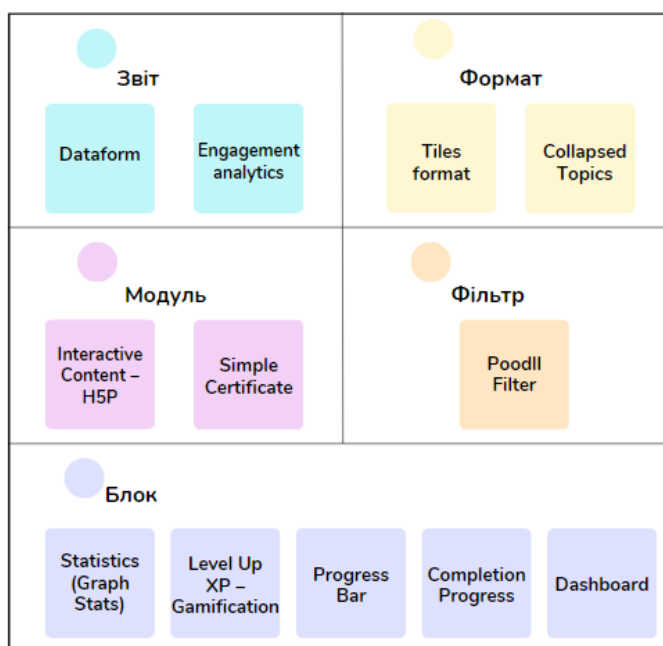 Звіт
Dataform
Engagement
analytics
Формат
Tiles
format
Collapsed
Topics
Модуль
Interactive
Content –
H5P
Simple
Certificate
Фільтр
Poodll
Filter
Блок
Statistics
(Graph
Stats)
Level Up
XP –
Gamification
Progress
Bar
Completion
Progress
Dashboard